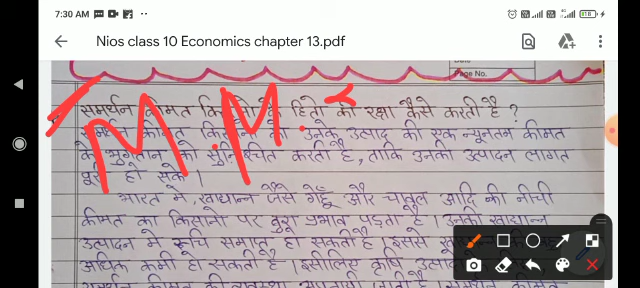 7:30 AM
Nios class 10 Economics chapter 13.pdf
Page No.
समर्थन कीमत के हितो की रक्षा कैसे करती है ?
कीमत उनके उत्पाद की एक न्यूनतम कीमत
के भुगतान को सुनिश्चित करती है, ताकि उनकी उत्पादन लागत
पूरी हो सके ।
भारत में, खाद्यान्न जैसे गेहूँ और चावल आदि की नीची
कीमत का किसानो पर बुरा प्रभाव पड़ता है । उनकी खाद्यान्न
उत्पादन मे रूचि समाप्त हो सकती है इससे
अधिक कमी हो सकती है । इसीलिए कृषि
M.M.